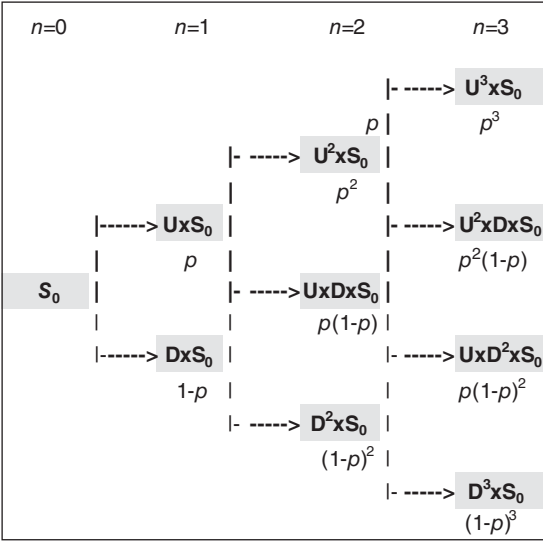 n=0 n=1 n=2 n=3
|- -----> U³xS₀
p | p³
|- -----> U²xS₀ |
| p² |
|------> UxS₀ | |- -----> U²xDxS₀
| p | | p²(1-p)
S₀ | |- -----> UxDxS₀ |
| | p(1-p) |
|------> DxS₀ | |- -----> UxD²xS₀
1-p | | p(1-p)²
|- -----> D²xS₀ |
(1-p)² |
|- -----> D³xS₀
(1-p)³